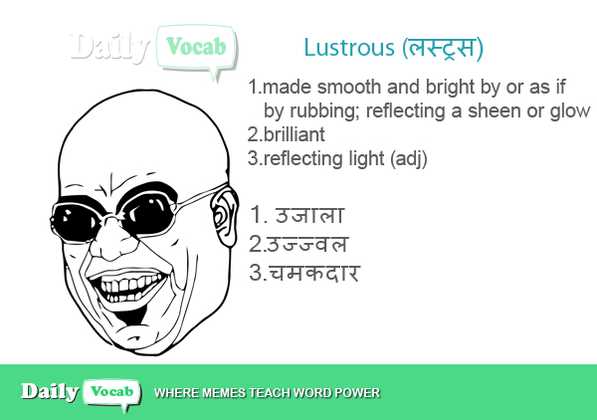 Daily Vocab
Lustrous (लस्ट्रस)
1.made smooth and bright by or as if
by rubbing; reflecting a sheen or glow
2.brilliant
3.reflecting light (adj)
1. उजाला
2.उज्ज्वल
3.चमकदार
Daily Vocab WHERE MEMES TEACH WORD POWER